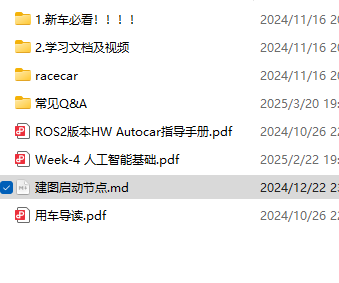 1.新车必看！！！！ 2024/11/16 20
2.学习文档及视频 2024/11/16 20
racecar 2024/11/16 20
常见Q&A 2025/3/20 19:
ROS2版本HW Autocar指导手册.pdf 2024/10/26 22
Week-4 人工智能基础.pdf 2025/2/22 19:
建图启动节点.md 2024/12/22 23
用车导读.pdf 2024/10/26 22